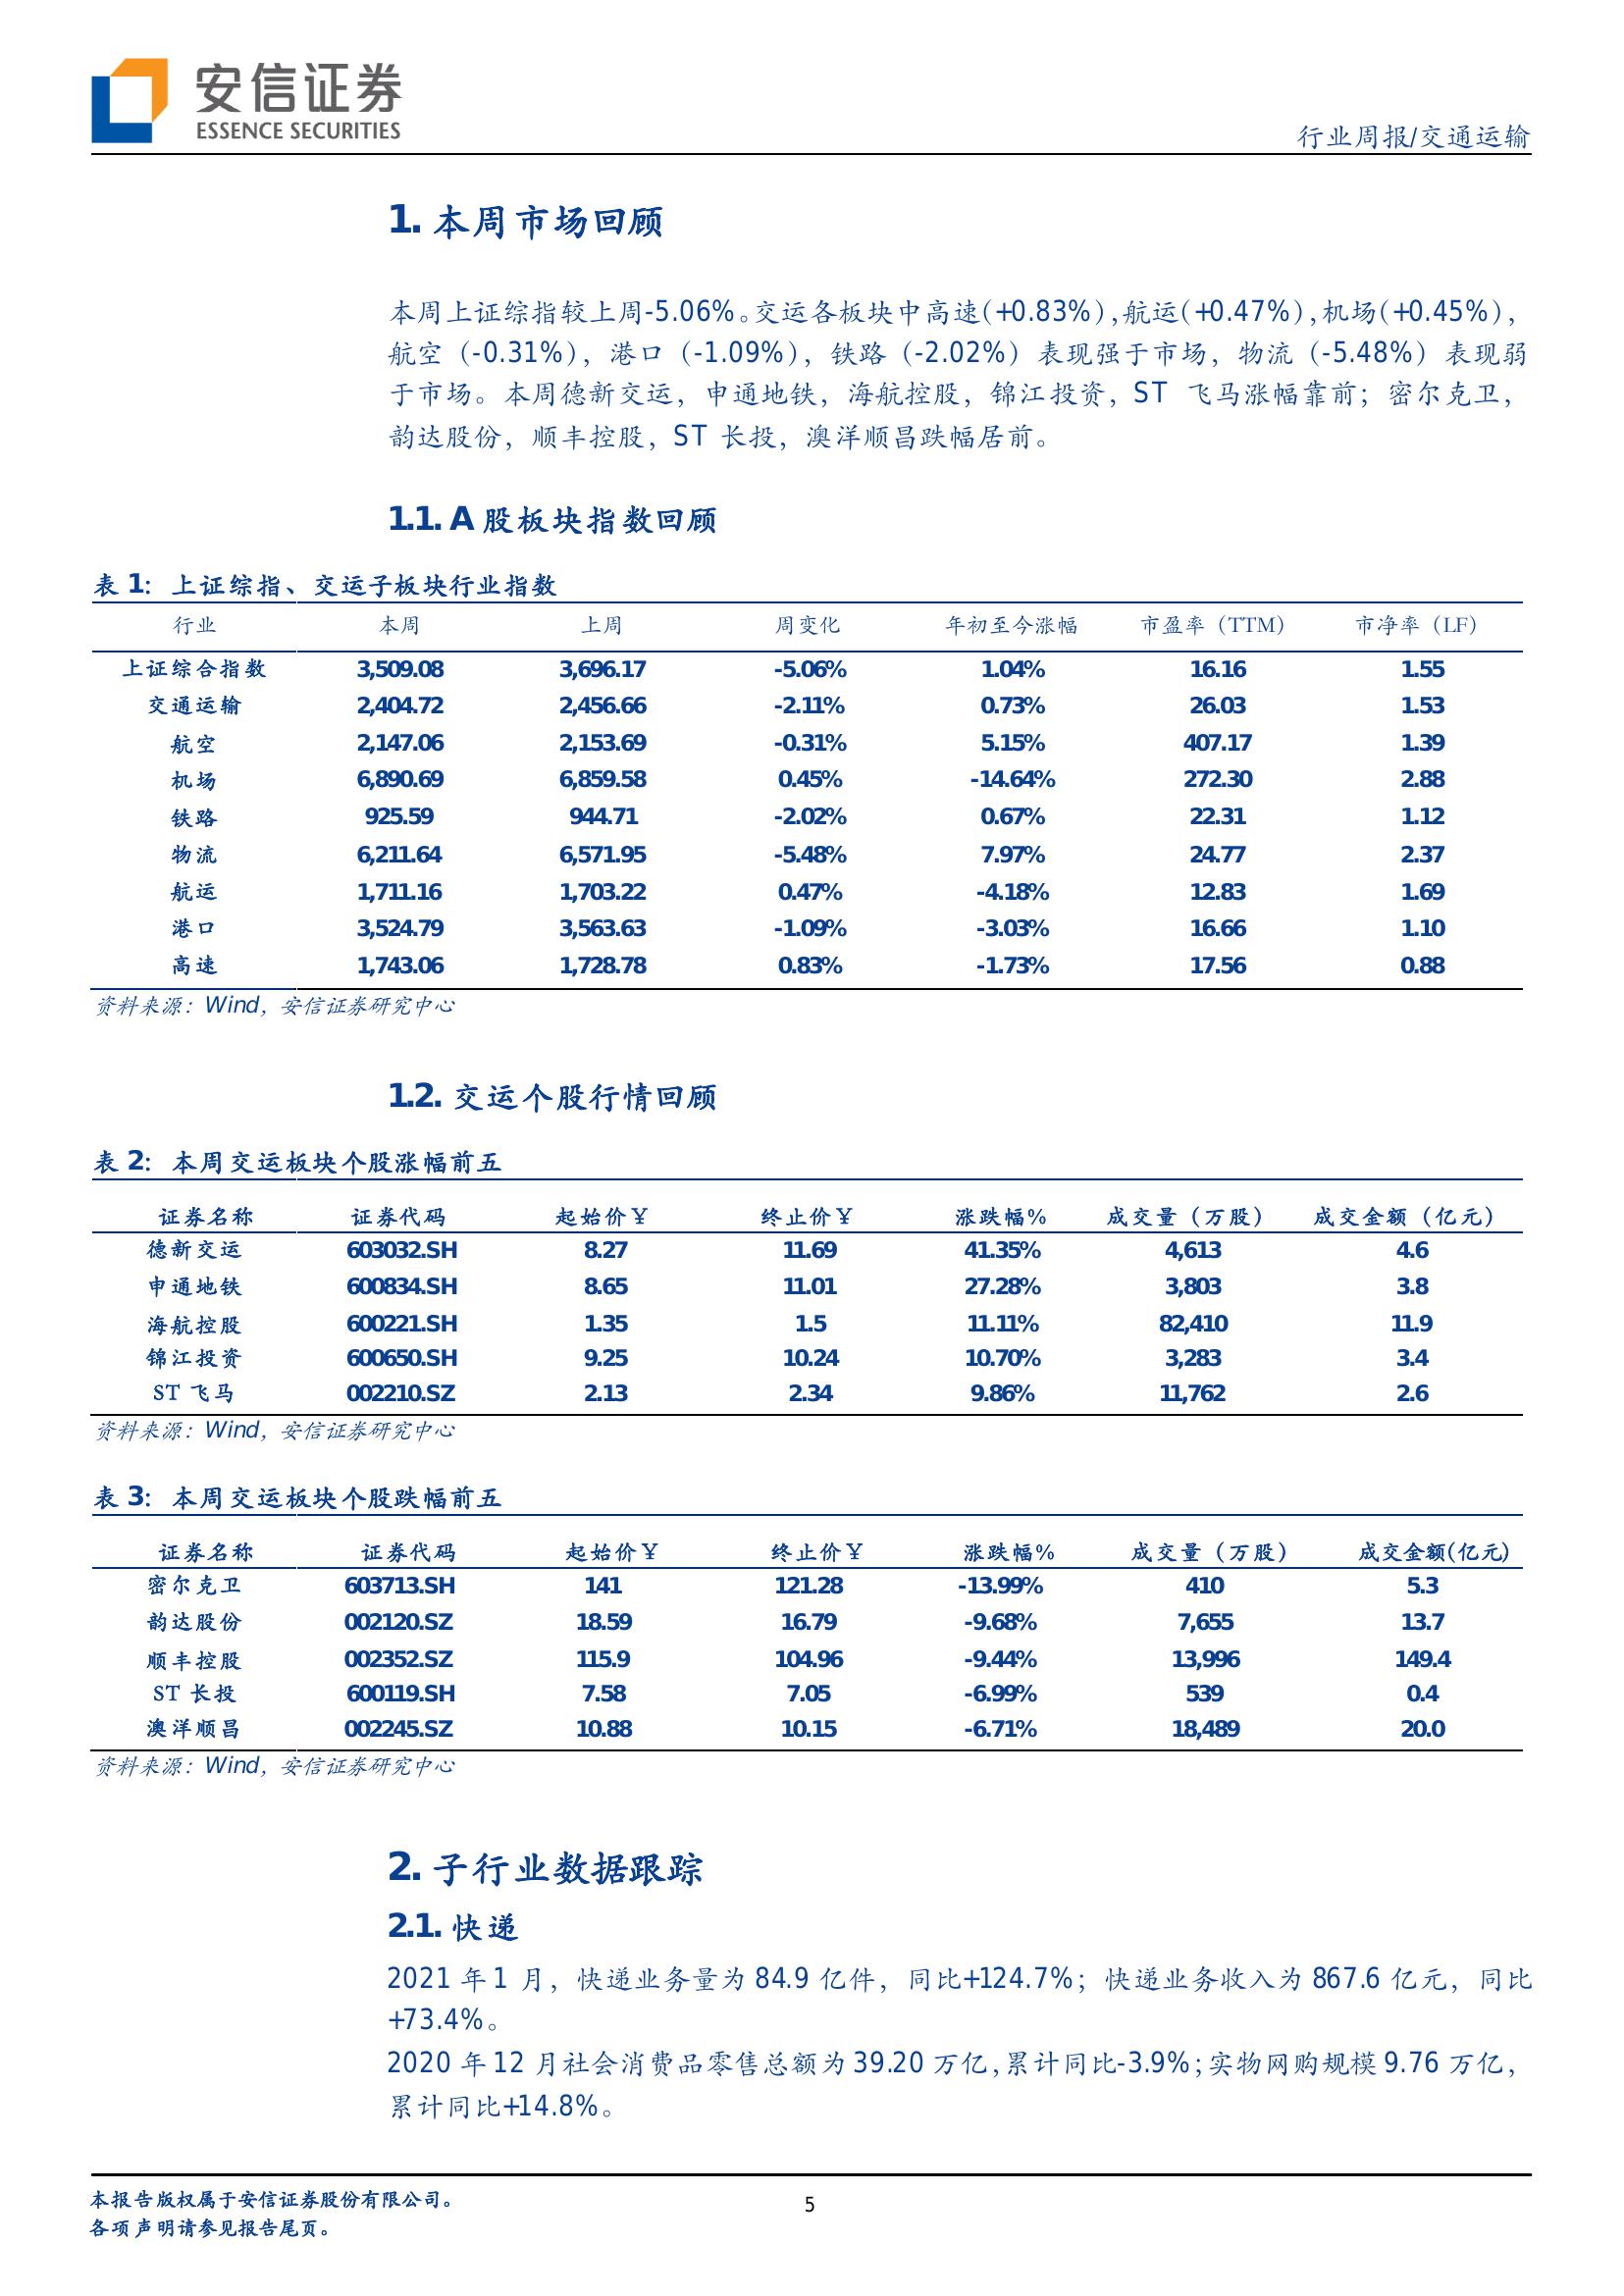 安信证券
ESSENCE SECURITIES
行业周报/交通运输
1. 本周市场回顾
本周上证综指较上周-5.06%。交运各板块中高速(+0.83%),航运(+0.47%),机场(+0.45%),
航空（-0.31%），港口（-1.09%），铁路（-2.02%）表现强于市场，物流（-5.48%）表现弱
于市场。本周德新交运，申通地铁，海航控股，锦江投资，ST 飞马涨幅靠前；密尔克卫，
韵达股份，顺丰控股，ST 长投，澳洋顺昌跌幅居前。
1.1. A 股板块指数回顾
表 1: 上证综指、交运子板块行业指数
行业 本周 上周 周变化 年初至今涨幅 市盈率（TTM） 市净率（LF）
上证综合指数 3,509.08 3,696.17 -5.06% 1.04% 16.16 1.55
交通运输 2,404.72 2,456.66 -2.11% 0.73% 26.03 1.53
航空 2,147.06 2,153.69 -0.31% 5.15% 407.17 1.39
机场 6,890.69 6,859.58 0.45% -14.64% 272.30 2.88
铁路 925.59 944.71 -2.02% 0.67% 22.31 1.12
物流 6,211.64 6,571.95 -5.48% 7.97% 24.77 2.37
航运 1,711.16 1,703.22 0.47% -4.18% 12.83 1.69
港口 3,524.79 3,563.63 -1.09% -3.03% 16.66 1.10
高速 1,743.06 1,728.78 0.83% -1.73% 17.56 0.88
资料来源：Wind，安信证券研究中心
1.2. 交运个股行情回顾
表 2: 本周交运板块个股涨幅前五
证券名称 证券代码 起始价￥ 终止价￥ 涨跌幅% 成交量（万股） 成交金额（亿元）
德新交运 603032.SH 8.27 11.69 41.35% 4,613 4.6
申通地铁 600834.SH 8.65 11.01 27.28% 3,803 3.8
海航控股 600221.SH 1.35 1.5 11.11% 82,410 11.9
锦江投资 600650.SH 9.25 10.24 10.70% 3,283 3.4
ST 飞马 002210.SZ 2.13 2.34 9.86% 11,762 2.6
资料来源：Wind，安信证券研究中心
表 3: 本周交运板块个股跌幅前五
证券名称 证券代码 起始价￥ 终止价￥ 涨跌幅% 成交量（万股） 成交金额(亿元)
密尔克卫 603713.SH 141 121.28 -13.99% 410 5.3
韵达股份 002120.SZ 18.59 16.79 -9.68% 7,655 13.7
顺丰控股 002352.SZ 115.9 104.96 -9.44% 13,996 149.4
ST 长投 600119.SH 7.58 7.05 -6.99% 539 0.4
澳洋顺昌 002245.SZ 10.88 10.15 -6.71% 18,489 20.0
资料来源：Wind，安信证券研究中心
2. 子行业数据跟踪
2.1. 快递
2021 年 1 月，快递业务量为 84.9 亿件，同比+124.7%；快递业务收入为 867.6 亿元，同比
+73.4%。
2020 年 12 月社会消费品零售总额为 39.20 万亿,累计同比-3.9%;实物网购规模 9.76 万亿，
累计同比+14.8%。
本报告版权属于安信证券股份有限公司。
5
各项声明请参见报告尾页。